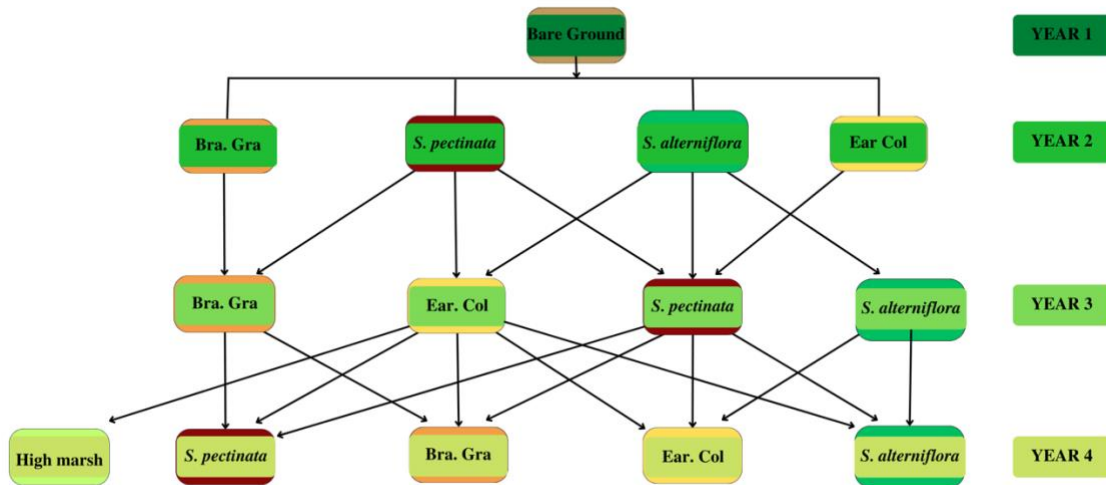 Bare Ground
YEAR 1
Bra. Gra
S. pectinata
S. alterniflora
Ear Col
YEAR 2
Bra. Gra
Ear. Col
S. pectinata
S. alterniflora
YEAR 3
High marsh
S. pectinata
Bra. Gra
Ear. Col
S. alterniflora
YEAR 4